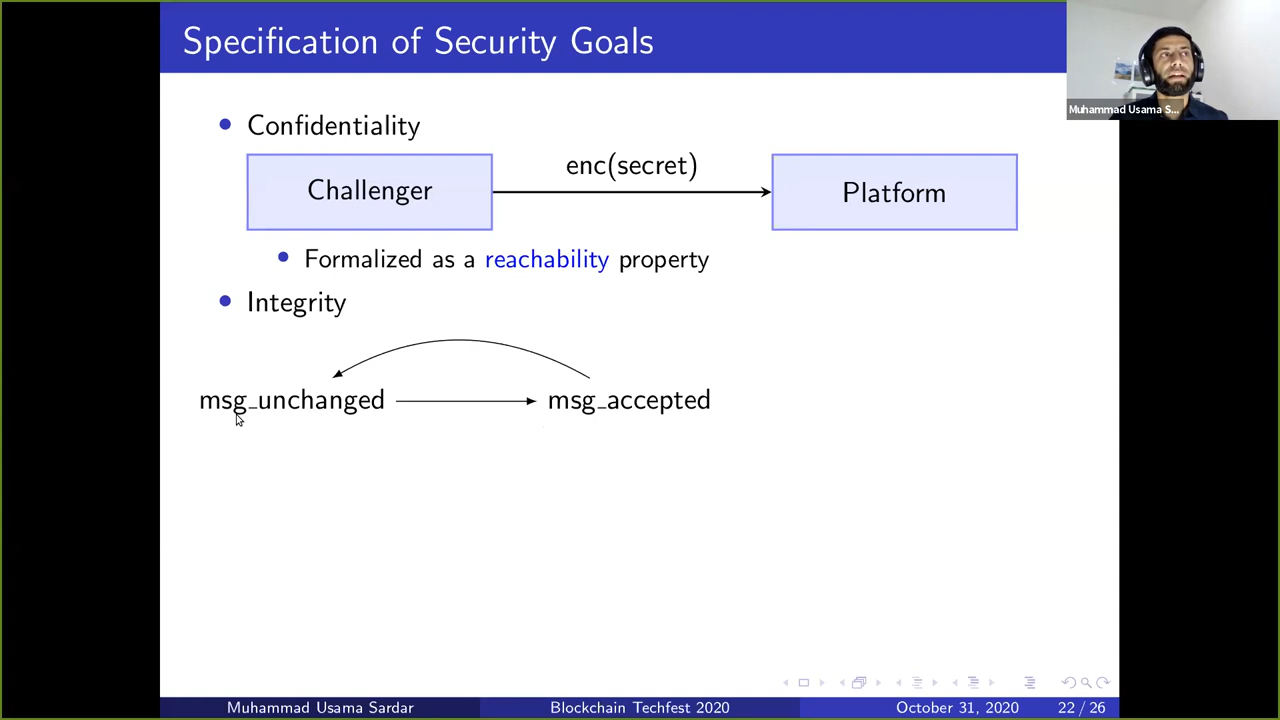 Specification of Security Goals
Muhammad Usama S...
Confidentiality
enc(secret)
Challenger
Platform
Formalized as a reachability property
Integrity
msg_unchanged
msg_accepted
Muhammad Usama Sardar
Blockchain Techfest 2020
October 31, 2020
22 / 26